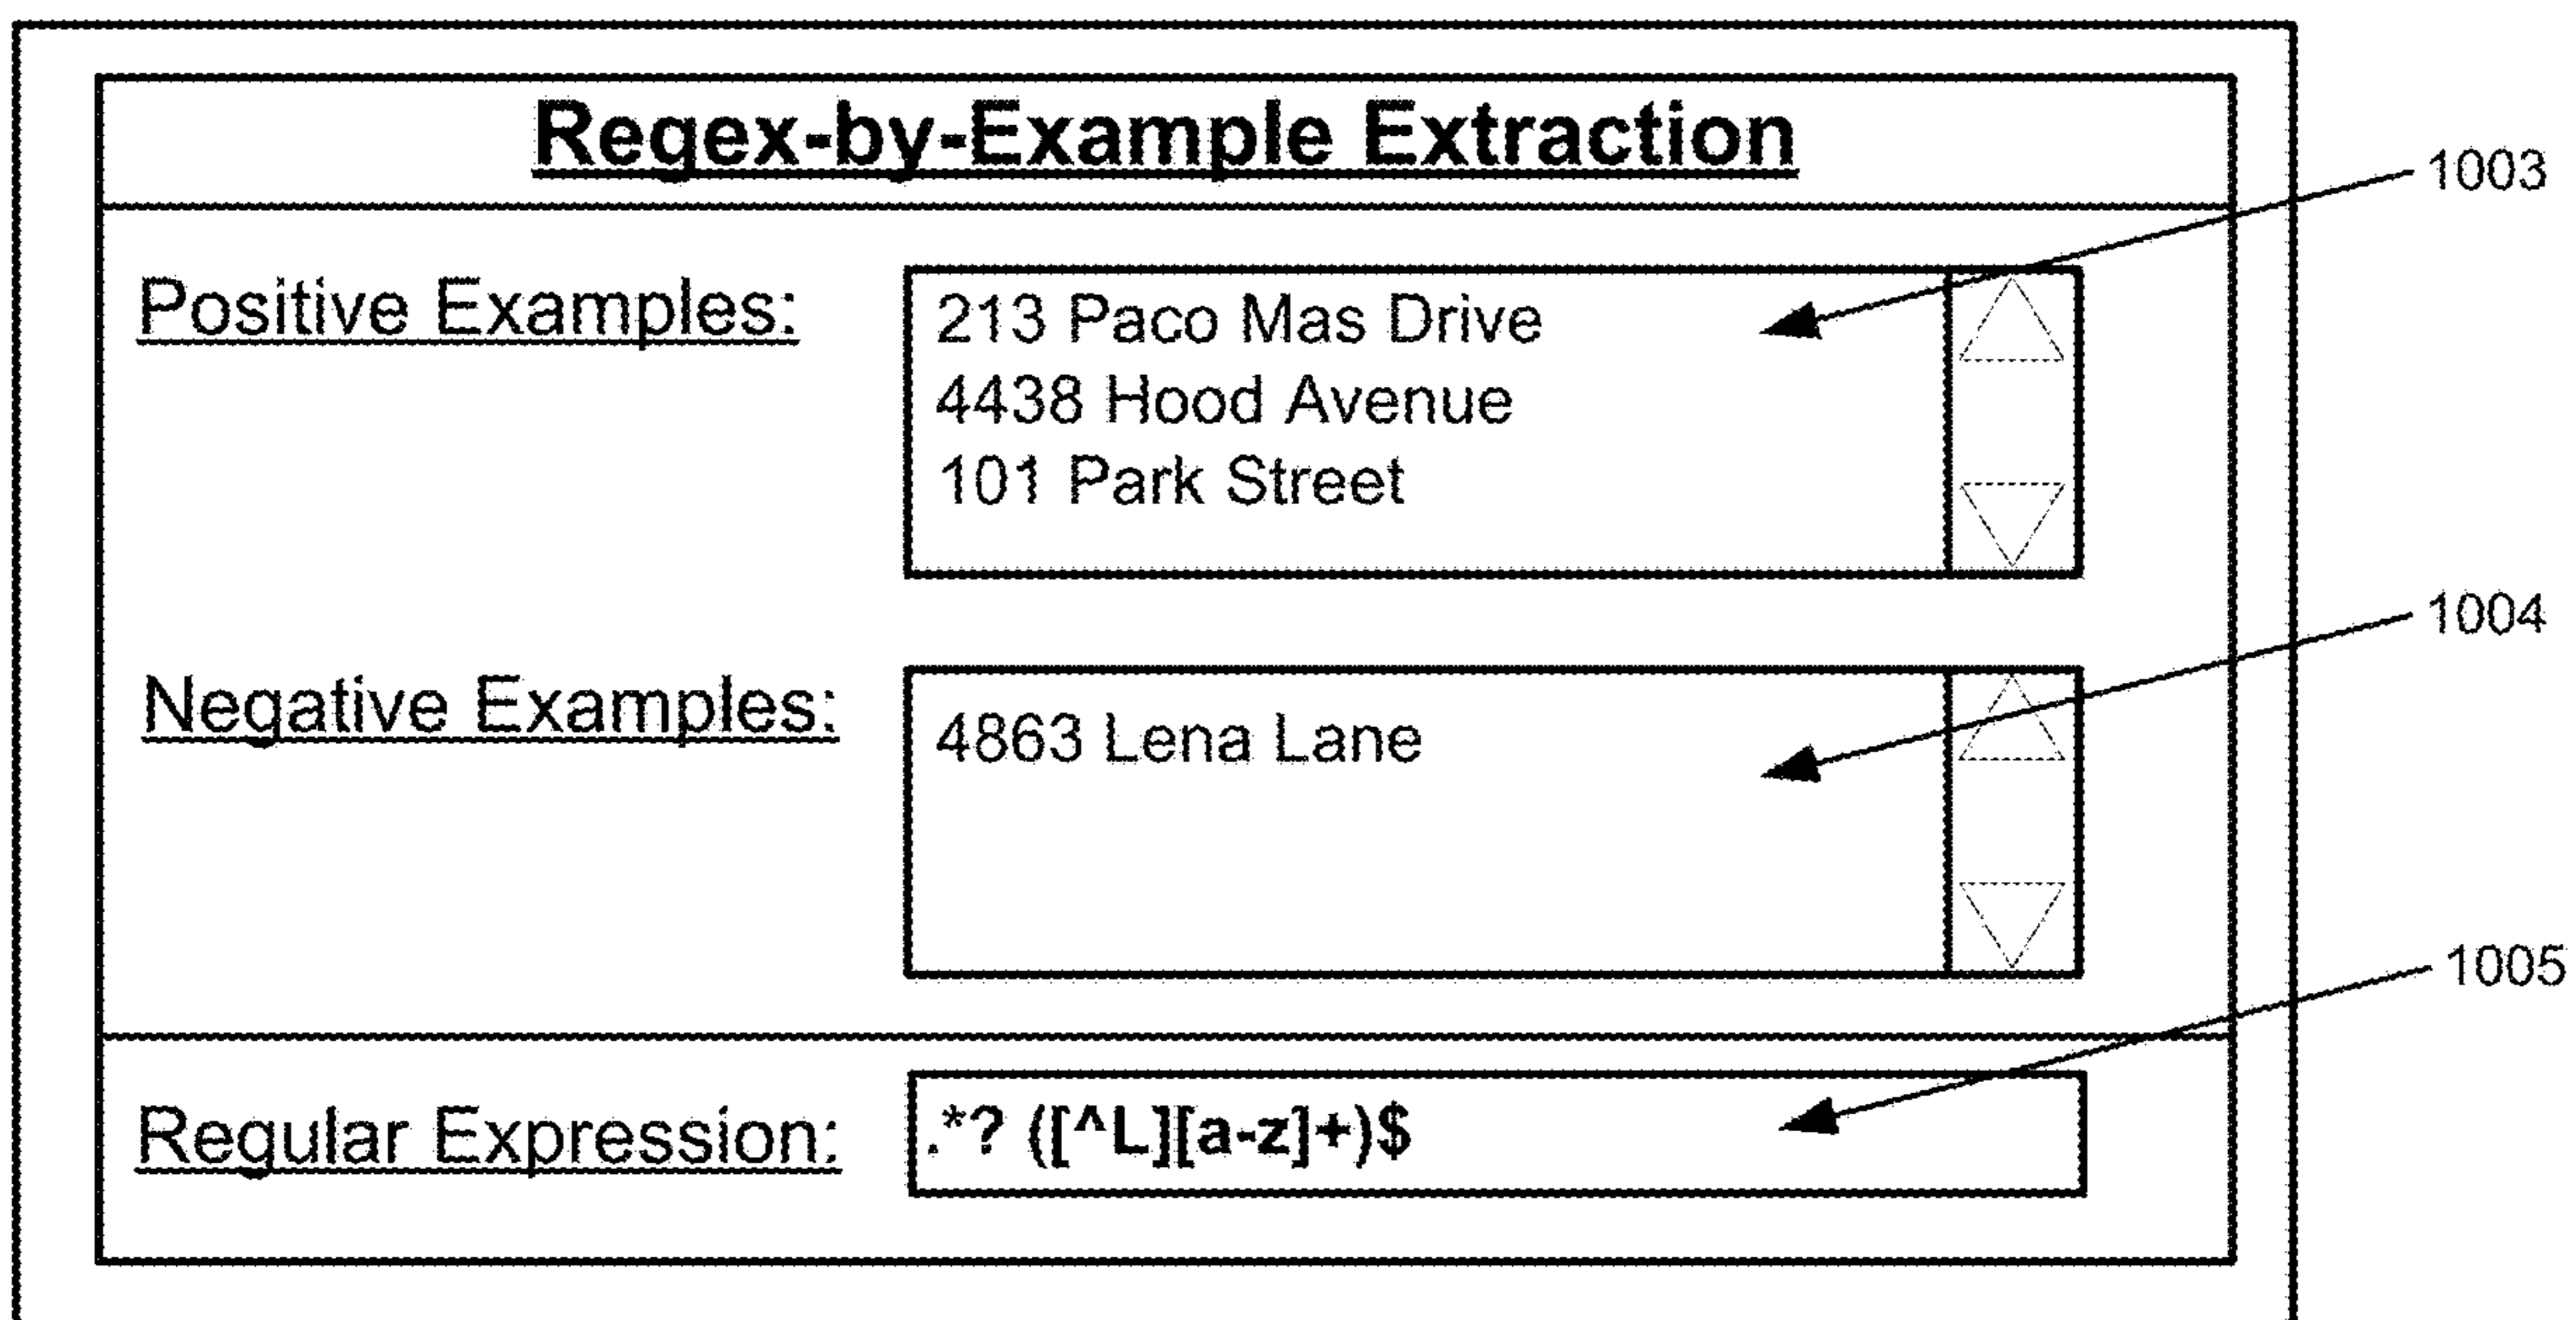 Regex-by-Example Extraction
1003
Positive Examples:
213 Paco Mas Drive
4438 Hood Avenue
101 Park Street
1004
Negative Examples:
4863 Lena Lane
1005
Regular Expression:
.*? ([^L][a-z]+)$